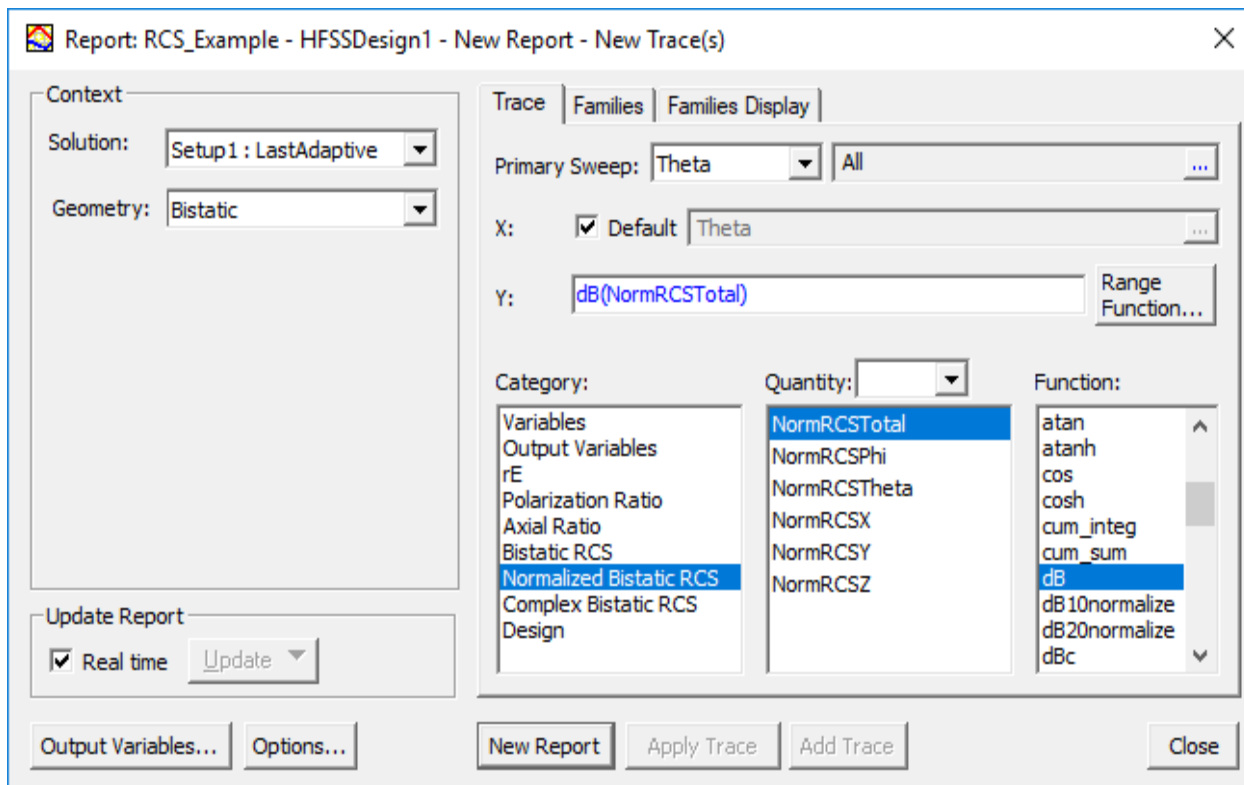 Report: RCS_Example - HFSSDesign1 - New Report - New Trace(s)
Context
Solution: Setup1 : LastAdaptive
Geometry: Bistatic
Update Report
Real time Update
Output Variables... Options...
Trace Families Families Display
Primary Sweep: Theta All ...
X: Default Theta ...
Y: dB(NormRCSTotal) Range
Function...
Category:
Variables
Output Variables
rE
Polarization Ratio
Axial Ratio
Bistatic RCS
Normalized Bistatic RCS
Complex Bistatic RCS
Design
Quantity:
NormRCSTotal
NormRCSPhi
NormRCSTheta
NormRCSX
NormRCSY
NormRCSZ
Function:
atan
atanh
cos
cosh
cum_integ
cum_sum
dB
dB10normalize
dB20normalize
dBc
New Report Apply Trace Add Trace Close